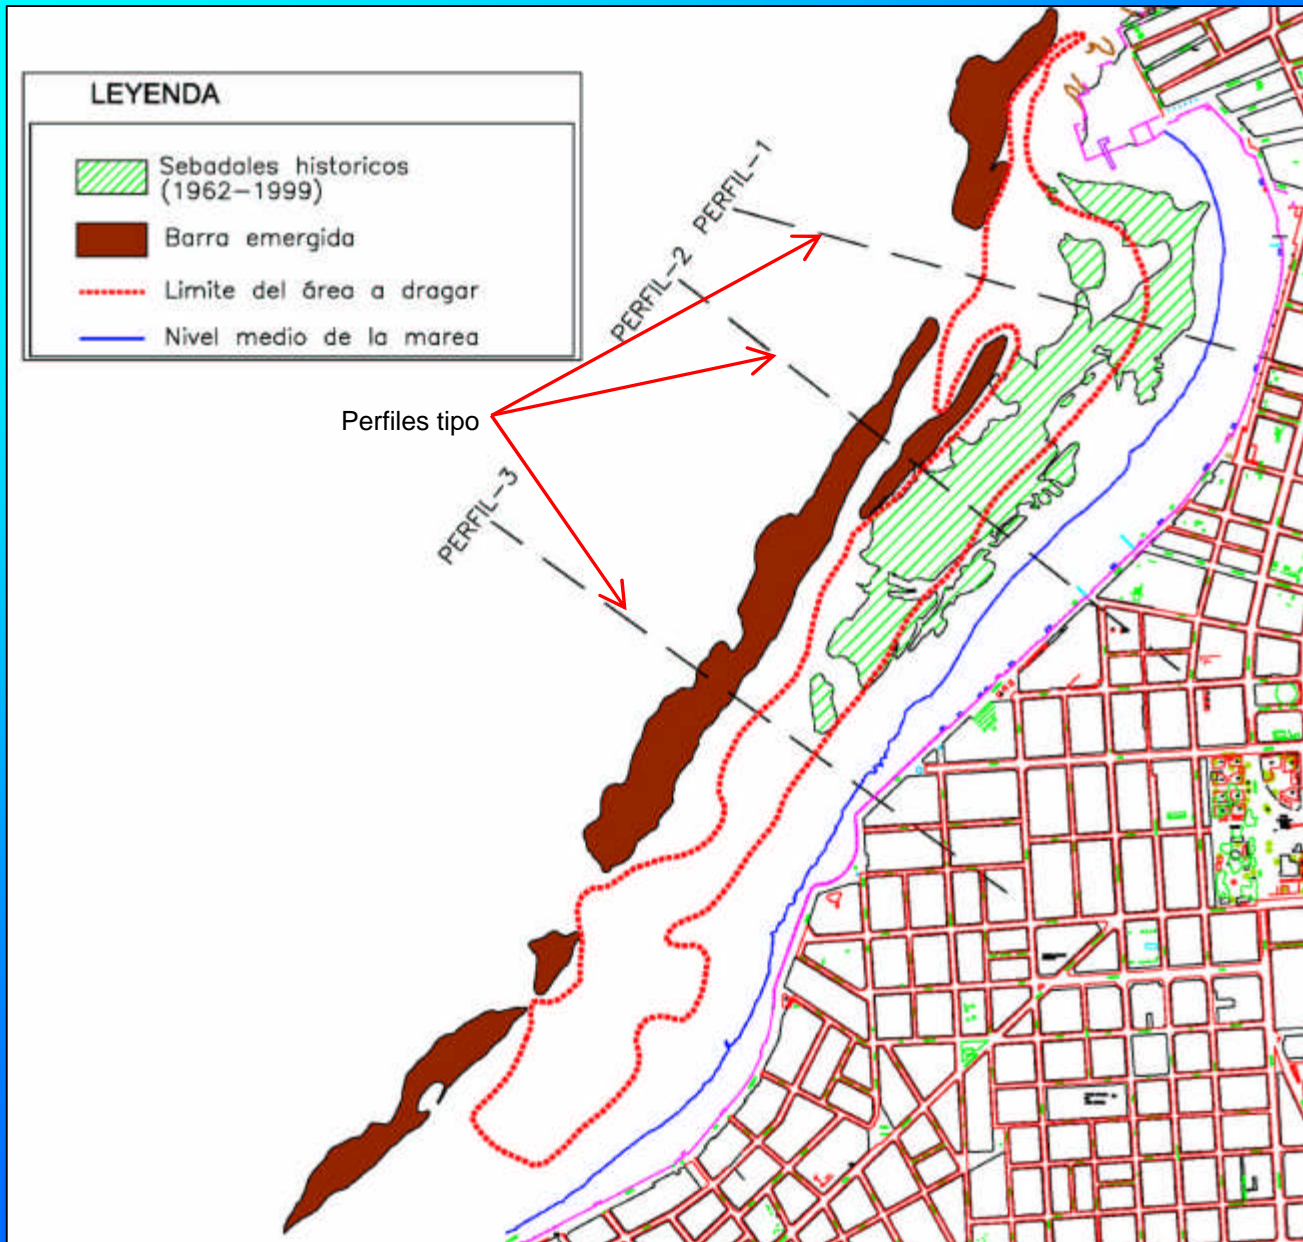 LEYENDA
Sebadales historicos
(1962-1999)
Barra emergida
Limite del área a dragar
Nivel medio de la marea
PERFIL-1
PERFIL-2
Perfiles tipo
PERFIL-3